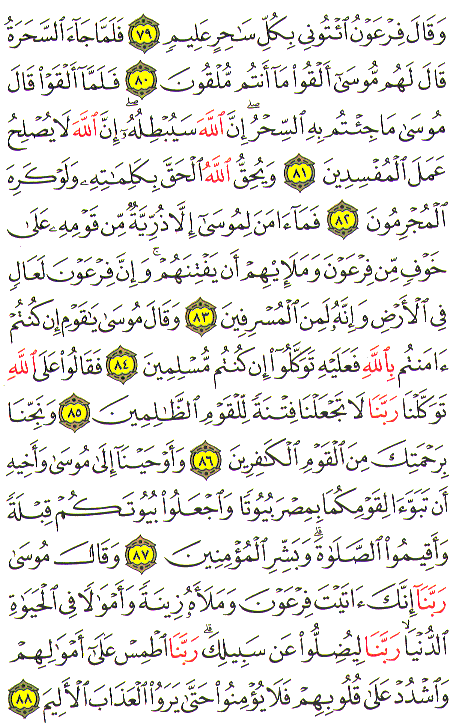 وَقَالَ فِرْعَوْنُ ٱئْتُونِى بِكُلِّ سَٰحِرٍ عَلِيمٍ ٧٩ فَلَمَّا جَآءَ ٱلسَّحَرَةُ
قَالَ لَهُم مُّوسَىٰٓ أَلْقُوا۟ مَآ أَنتُم مُّلْقُونَ ٨٠ فَلَمَّآ أَلْقَوْا۟ قَالَ
مُوسَىٰ مَا جِئْتُم بِهِ ٱلسِّحْرُ ۖ إِنَّ ٱللَّهَ سَيُبْطِلُهُۥٓ ۖ إِنَّ ٱللَّهَ لَا يُصْلِحُ
عَمَلَ ٱلْمُفْسِدِينَ ٨١ وَيُحِقُّ ٱللَّهُ ٱلْحَقَّ بِكَلِمَٰتِهِۦ وَلَوْ كَرِهَ
ٱلْمُجْرِمُونَ ٨٢ فَمَآ ءَامَنَ لِمُوسَىٰٓ إِلَّا ذُرِّيَّةٌ مِّن قَوْمِهِۦ عَلَىٰ
خَوْفٍ مِّن فِرْعَوْنَ وَمَلَإِي۟هِمْ أَن يَفْتِنَهُمْ ۚ وَإِنَّ فِرْعَوْنَ لَعَالٍ
فِى ٱلْأَرْضِ وَإِنَّهُۥ لَمِنَ ٱلْمُسْرِفِينَ ٨٣ وَقَالَ مُوسَىٰ يَٰقَوْمِ إِن كُنتُمْ
ءَامَنتُم بِٱللَّهِ فَعَلَيْهِ تَوَكَّلُوٓا۟ إِن كُنتُم مُّسْلِمِينَ ٨٤ فَقَالُوا۟ عَلَى ٱللَّهِ
تَوَكَّلْنَا رَبَّنَا لَا تَجْعَلْنَا فِتْنَةً لِّلْقَوْمِ ٱلظَّٰلِمِينَ ٨٥ وَنَجِّنَا
بِرَحْمَتِكَ مِنَ ٱلْقَوْمِ ٱلْكَٰفِرِينَ ٨٦ وَأَوْحَيْنَآ إِلَىٰ مُوسَىٰ وَأَخِيهِ
أَن تَبَوَّءَا لِقَوْمِكُمَا بِمِصْرَ بُيُوتًا وَٱجْعَلُوا۟ بُيُوتَكُمْ قِبْلَةً
وَأَقِيمُوا۟ ٱلصَّلَوٰةَ ۗ وَبَشِّرِ ٱلْمُؤْمِنِينَ ٨٧ وَقَالَ مُوسَىٰ
رَبَّنَآ إِنَّكَ ءَاتَيْتَ فِرْعَوْنَ وَمَلَأَهُۥ زِينَةً وَأَمْوَٰلًا فِى ٱلْحَيَوٰةِ
ٱلدُّنْيَا ۙ رَبَّنَا لِيُضِلُّوا۟ عَن سَبِيلِكَ ۖ رَبَّنَا ٱطْمِسْ عَلَىٰٓ أَمْوَٰلِهِمْ
وَٱشْدُدْ عَلَىٰ قُلُوبِهِمْ فَلَا يُؤْمِنُوا۟ حَتَّىٰ يَرَوُا۟ ٱلْعَذَابَ ٱلْأَلِيمَ ٨٨